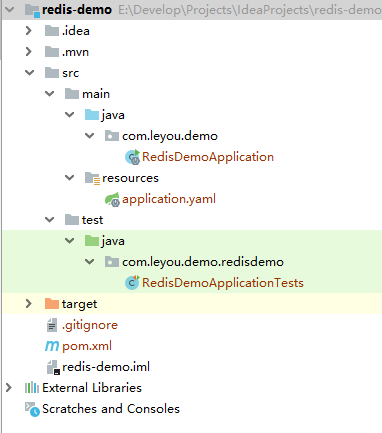 redis-demo E:\Develop\Projects\IdeaProjects\redis-demo
.idea
.mvn
src
main
java
com.leyou.demo
RedisDemoApplication
resources
application.yaml
test
java
com.leyou.demo.redisdemo
RedisDemoApplicationTests
target
.gitignore
pom.xml
redis-demo.iml
External Libraries
Scratches and Consoles